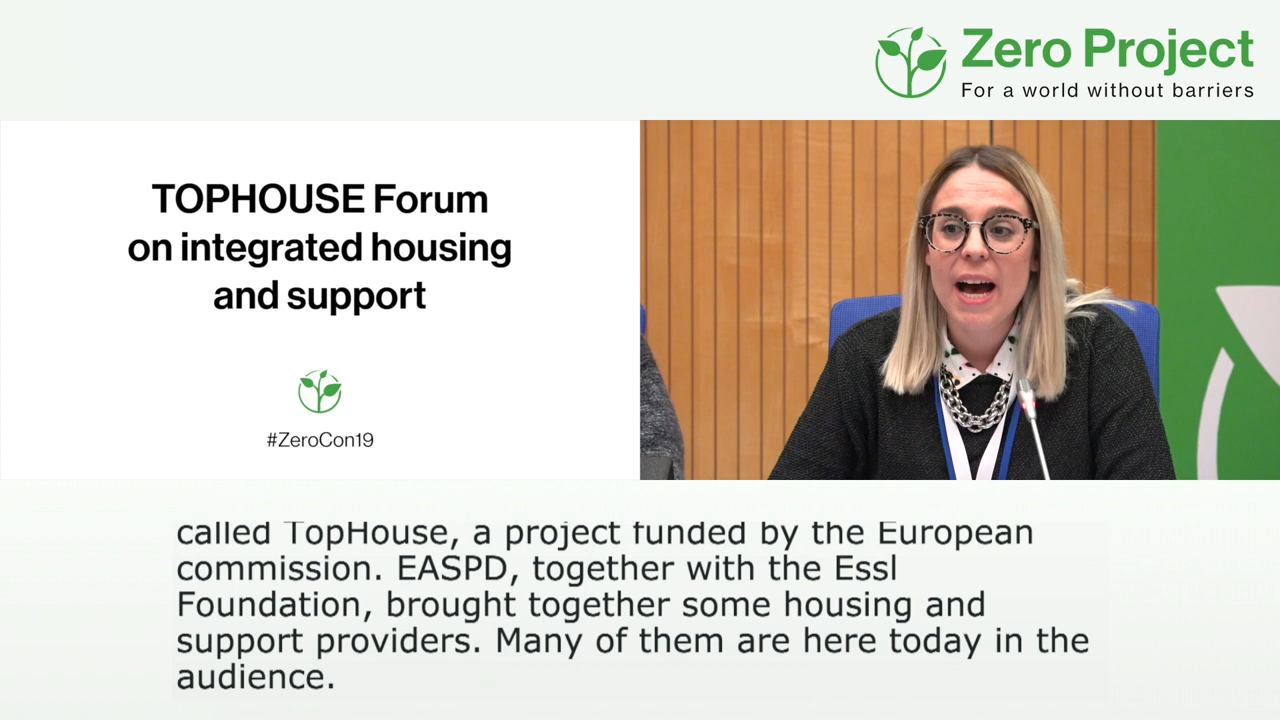 Zero Project
For a world without barriers
TOPHOUSE Forum
on integrated housing
and support
#ZeroCon19
called TopHouse, a project funded by the European
commission. EASPD, together with the Essl
Foundation, brought together some housing and
support providers. Many of them are here today in the
audience.